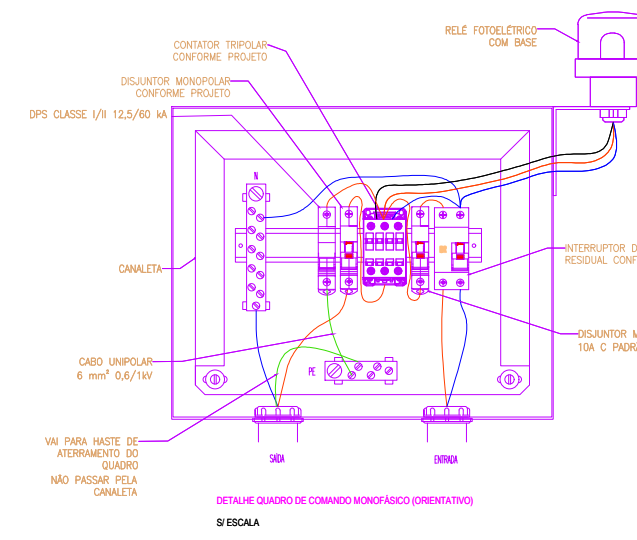 RELÉ FOTOELÉTRICO
COM BASE
CONTATOR TRIPOLAR
CONFORME PROJETO
DISJUNTOR MONOPOLAR
CONFORME PROJETO
DPS CLASSE I/II 12,5/60 kA
N
CANALETA
INTERRUPTOR D
RESIDUAL CONF
DISJUNTOR M
10A C PADR
CABO UNIPOLAR
6 mm² 0,6/1kV
PE
VAI PARA HASTE DE
ATERRAMENTO DO
QUADRO
NÃO PASSAR PELA
CANALETA
SAÍDA
ENTRADA
DETALHE QUADRO DE COMANDO MONOFÁSICO (ORIENTATIVO)
S/ ESCALA